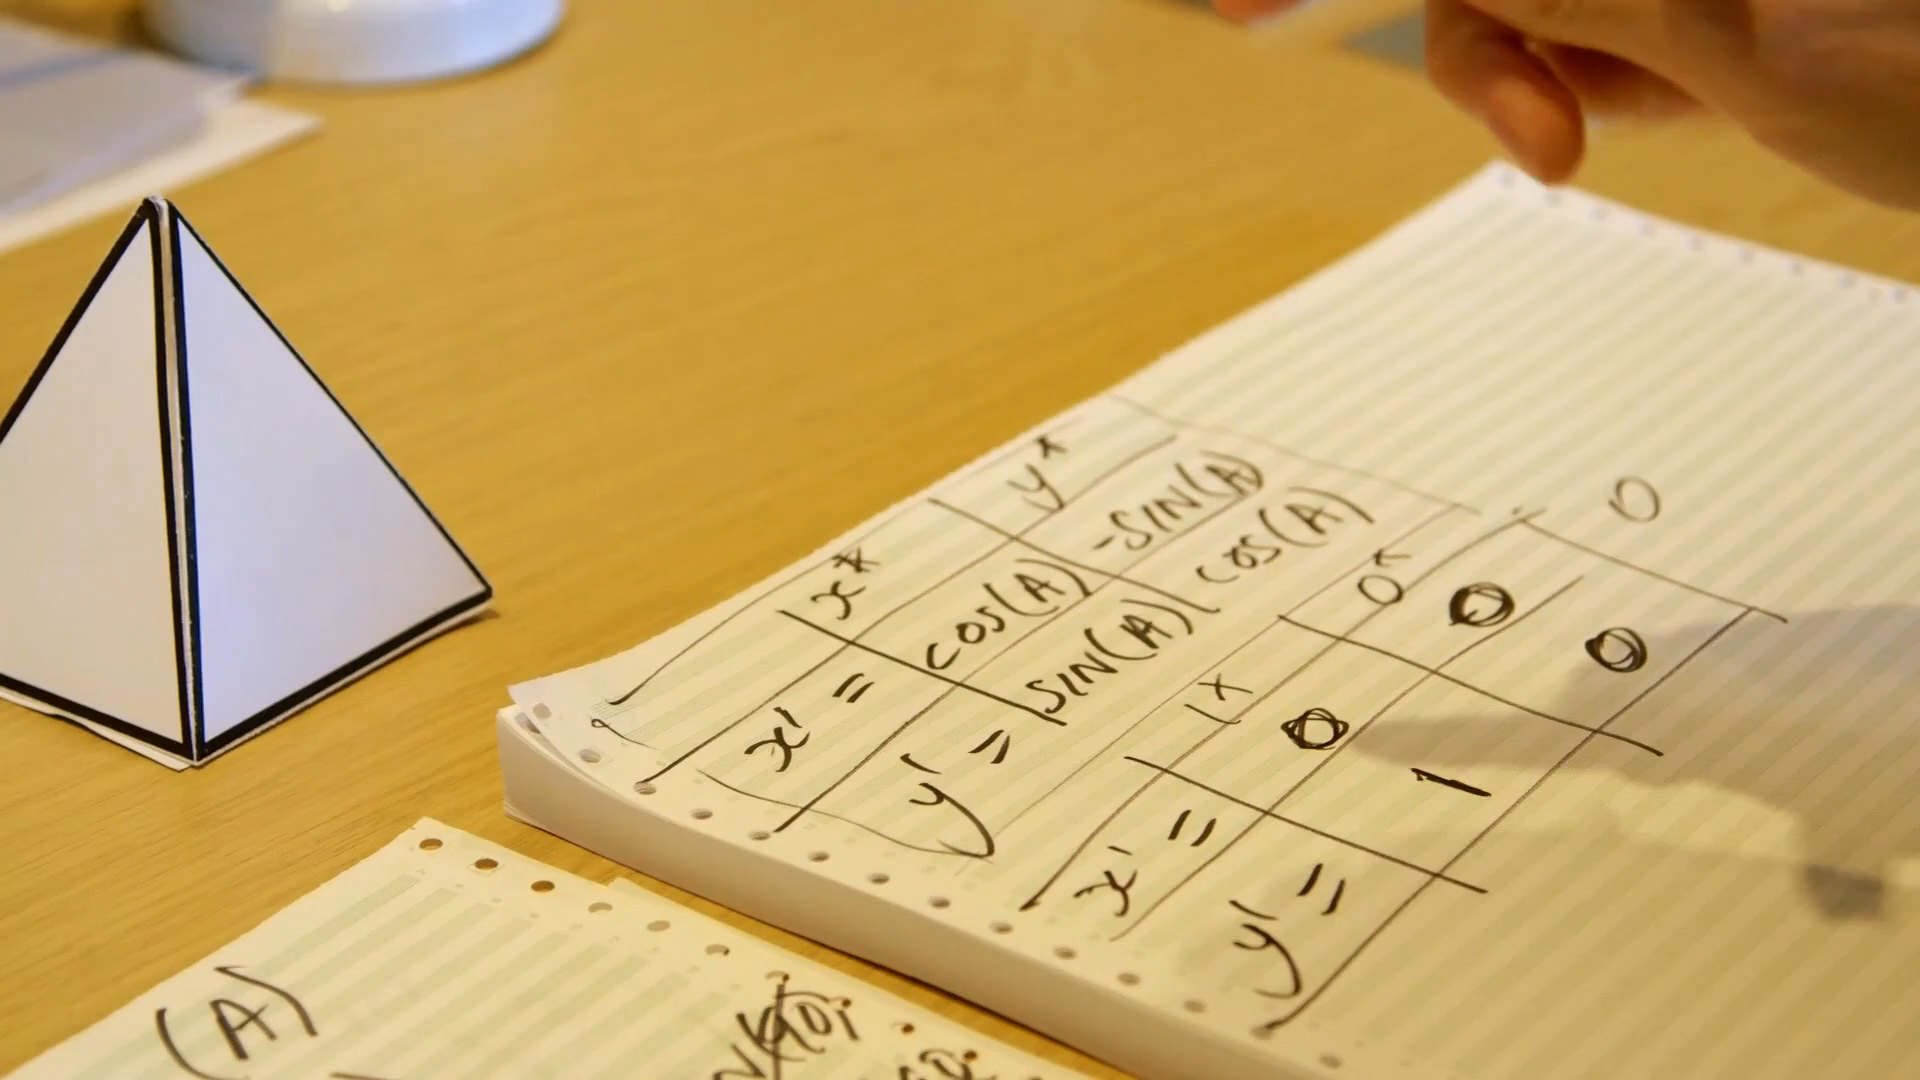 x* y*
x' = cos(A) -SIN(A)
y' = SIN(A) cos(A)
1x 0* 0
x' = 0 0
y' = 1 0
(A)